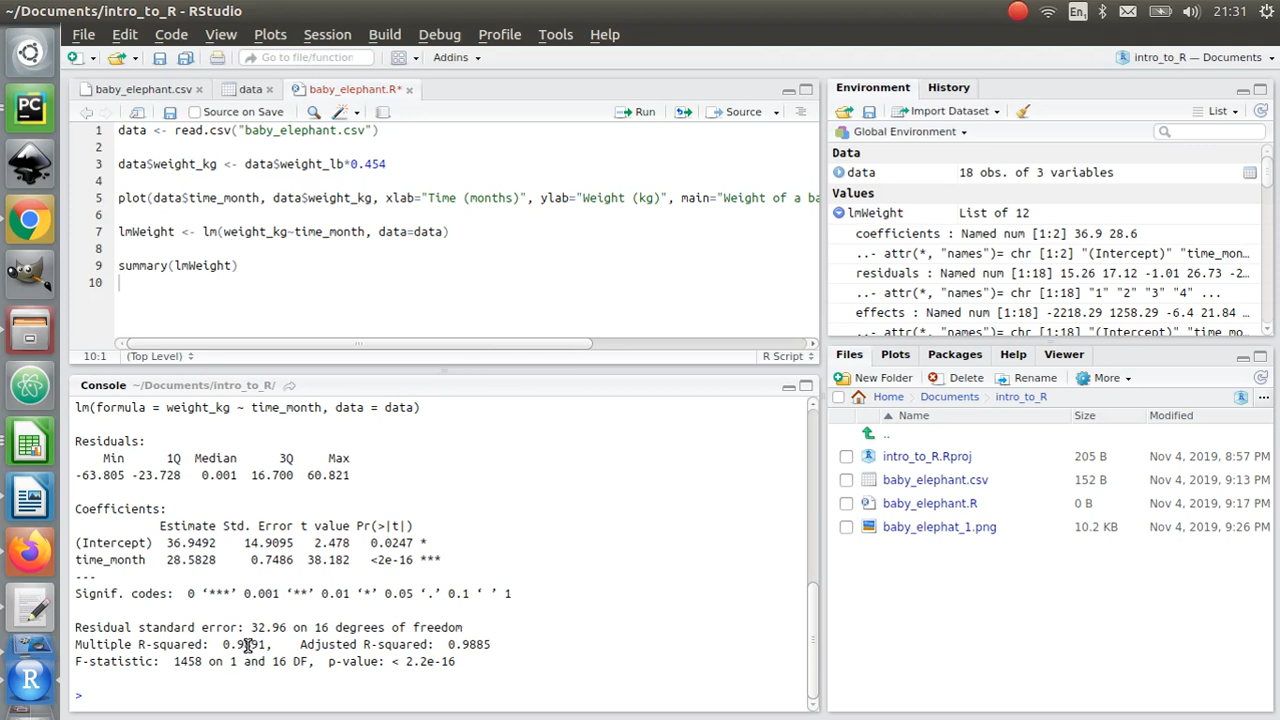 ~/Documents/intro_to_R - RStudio
En₁
21:31
File Edit Code View Plots Session Build Debug Profile Tools Help
Go to file/function
Addins
intro_to_R — Documents
baby_elephant.csv
data
baby_elephant.R*
Source on Save
Run
Source
1 data <- read.csv("baby_elephant.csv")
2
3 data$weight_kg <- data$weight_lb*0.454
4
5 plot(data$time_month, data$weight_kg, xlab="Time (months)", ylab="Weight (kg)", main="Weight of a ba
6
7 lmWeight <- lm(weight_kg~time_month, data=data)
8
9 summary(lmWeight)
10
10:1 (Top Level) R Script
Console ~/Documents/intro_to_R/
lm(formula = weight_kg ~ time_month, data = data)
Residuals:
Min 1Q Median 3Q Max
-63.805 -23.728 0.001 16.700 60.821
Coefficients:
Estimate Std. Error t value Pr(>|t|)
(Intercept) 36.9492 14.9095 2.478 0.0247 *
time_month 28.5828 0.7486 38.182 <2e-16 ***
---
Signif. codes: 0 ‘***’ 0.001 ‘**’ 0.01 ‘*’ 0.05 ‘.’ 0.1 ‘ ’ 1
Residual standard error: 32.96 on 16 degrees of freedom
Multiple R-squared: Adjusted R-squared: 0.9885
F-statistic: 1458 on 1 and 16 DF, p-value: < 2.2e-16
>
Environment History
Import Dataset
List
Global Environment
Data
data 18 obs. of 3 variables
Values
lmWeight List of 12
coefficients : Named num [1:2] 36.9 28.6
..- attr(*, "names")= chr [1:2] "(Intercept)" "time_mon…
residuals : Named num [1:18] 15.26 17.12 -1.01 26.73 -2…
..- attr(*, "names")= chr [1:18] "1" "2" "3" "4" ...
effects : Named num [1:18] -2218.29 1258.29 -6.4 21.84 …
..- attr(*, "names")= chr [1:18] "(Intercept)" "time_mo…
Files Plots Packages Help Viewer
New Folder Delete Rename More
Home Documents intro_to_R
Name Size Modified
..
intro_to_R.Rproj 205 B Nov 4, 2019, 8:57 PM
baby_elephant.csv 152 B Nov 4, 2019, 9:13 PM
baby_elephant.R 0 B Nov 4, 2019, 9:17 PM
baby_elephat_1.png 10.2 KB Nov 4, 2019, 9:26 PM
PC
R